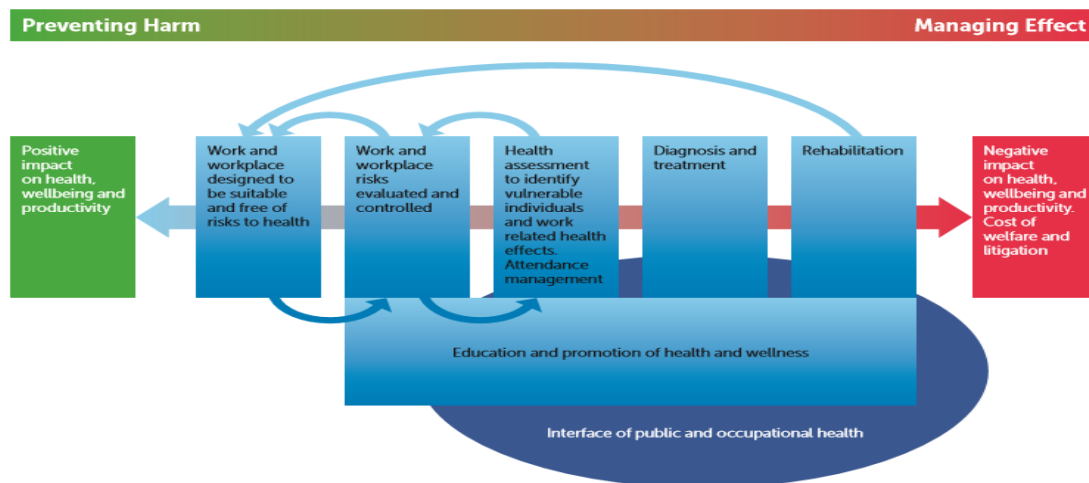 Preventing Harm
Managing Effect
Positive
impact
on health,
wellbeing and
productivity
Work and
workplace
designed to
be suitable
and free of
risks to health
Work and
workplace
risks
evaluated and
controlled
Health
assessment
to identify
vulnerable
individuals
and work
related health
effects.
Attendance
management
Diagnosis and
treatment
Rehabilitation
Negative
impact
on health,
wellbeing and
productivity.
Cost of
welfare and
litigation
Education and promotion of health and wellness
Interface of public and occupational health